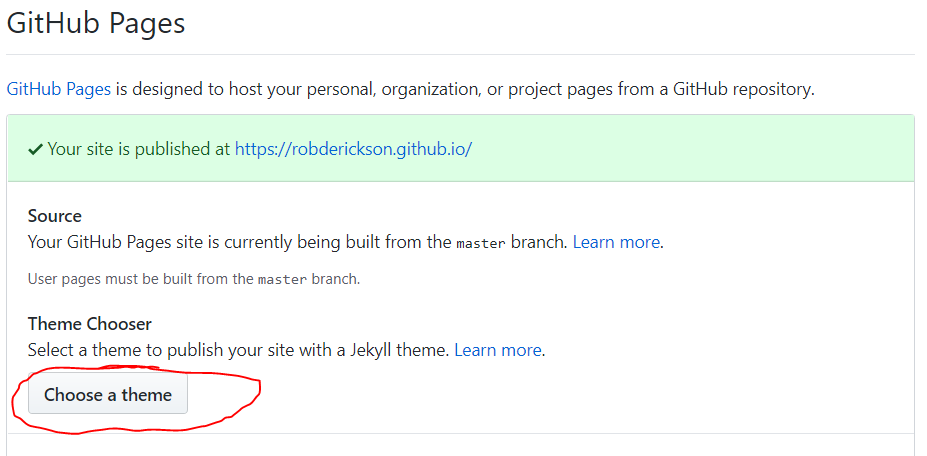 GitHub Pages
GitHub Pages is designed to host your personal, organization, or project pages from a GitHub repository.
✔ Your site is published at https://robderickson.github.io/
Source
Your GitHub Pages site is currently being built from the master branch. Learn more.
User pages must be built from the master branch.
Theme Chooser
Select a theme to publish your site with a Jekyll theme. Learn more.
Choose a theme